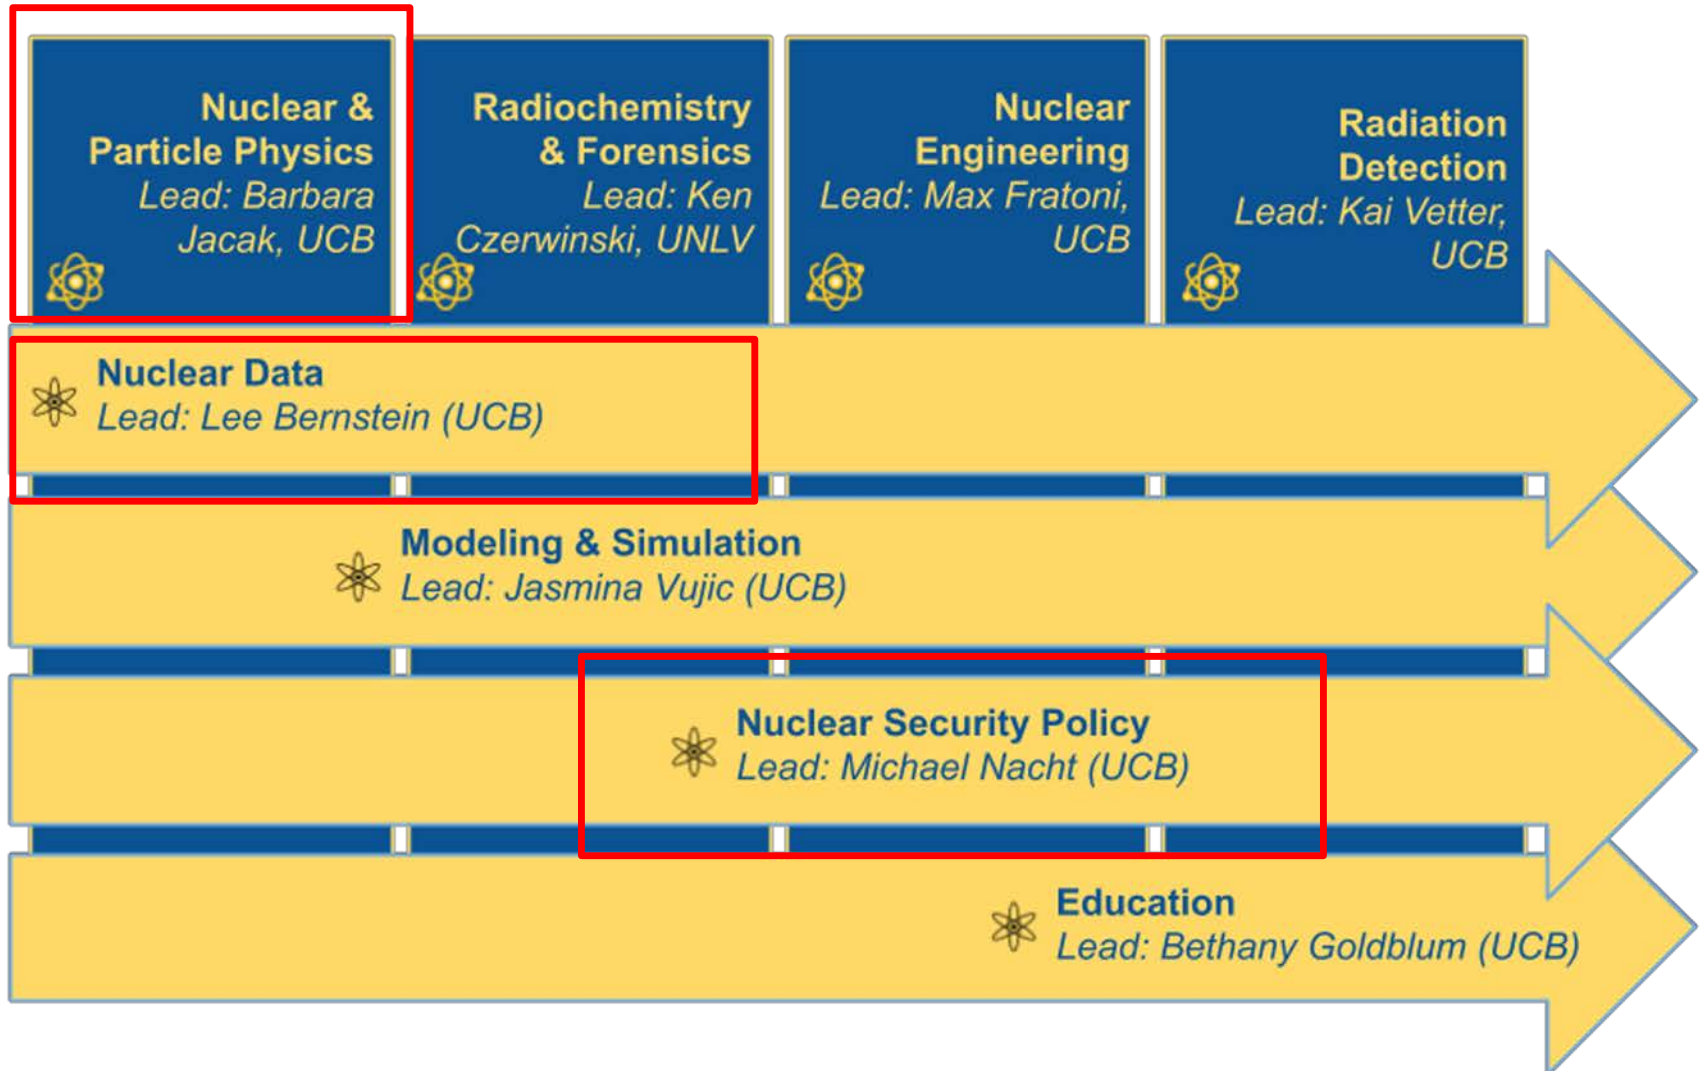 Nuclear &
Particle Physics
Lead: Barbara
Jacak, UCB
Radiochemistry
& Forensics
Lead: Ken
Czerwinski, UNLV
Nuclear
Engineering
Lead: Max Fratoni,
UCB
Radiation
Detection
Lead: Kai Vetter,
UCB
Nuclear Data
Lead: Lee Bernstein (UCB)
Modeling & Simulation
Lead: Jasmina Vujic (UCB)
Nuclear Security Policy
Lead: Michael Nacht (UCB)
Education
Lead: Bethany Goldblum (UCB)